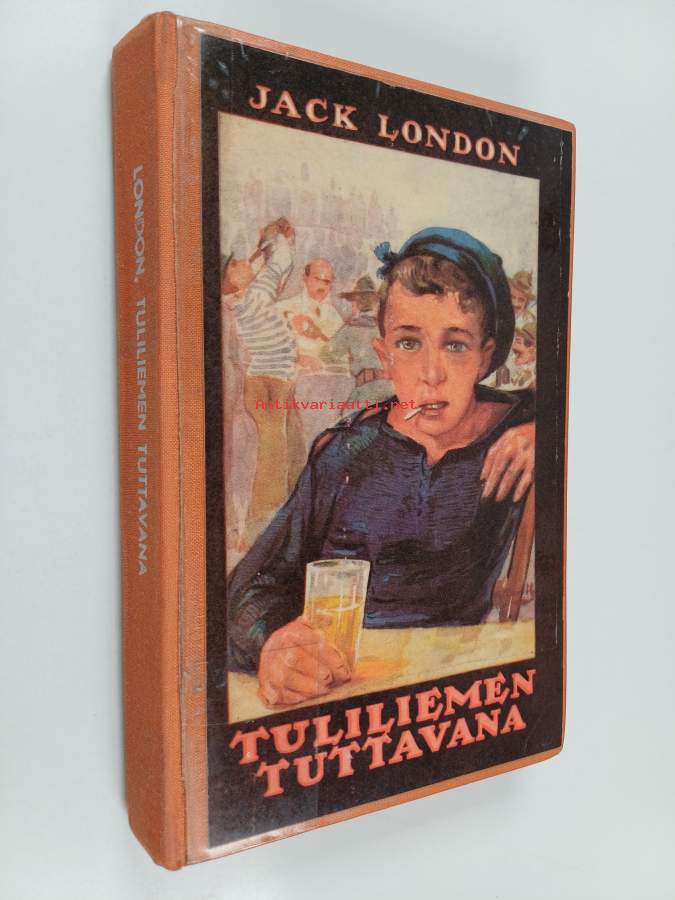 JACK LONDON
TULILIEMEN
TUTTAVANA
LONDON, TULILIEMEN TUTTAVANA
Antikvariaatti.net